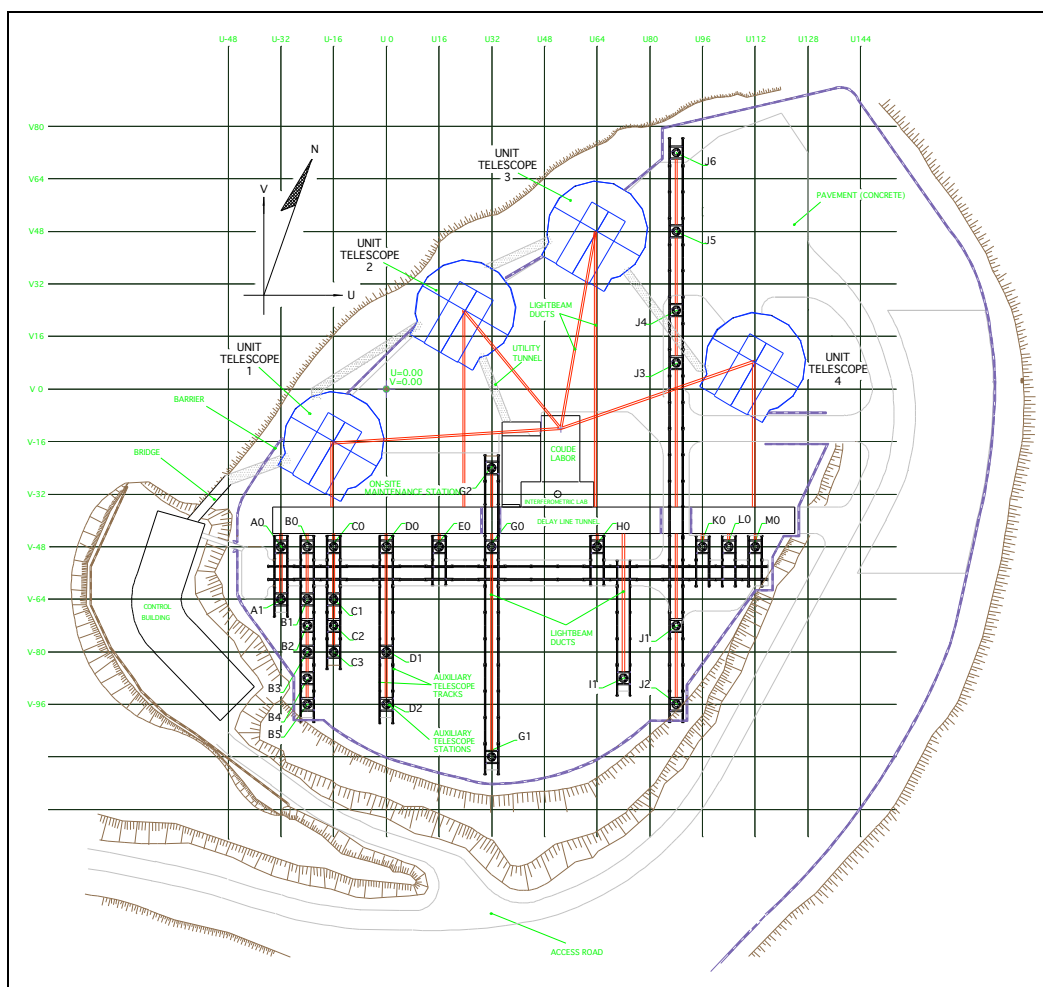 U-48 U-32 U-16 U 0 U16 U32 U48 U64 U80 U96 U112 U128 U144
V80
V64
V48
V32
V16
V 0
V-16
V-32
V-48
V-64
V-80
V-96
N
V
U
UNIT
TELESCOPE
3
UNIT
TELESCOPE
2
UNIT
TELESCOPE
1
UNIT
TELESCOPE
4
J6
J5
J4
J3
PAVEMENT (CONCRETE)
LIGHTBEAM
DUCTS
UTILITY
TUNNEL
U=0.00
V=0.00
BARRIER
BRIDGE
COUDE
LABOR
ON-SITE
MAINTENANCE STATION
G2
INTERFEROMETRIC LAB
DELAY LINE TUNNEL
A0 B0 C0 D0 E0 G0 H0 K0 L0 M0
A1
B1
B2
B3
B4
B5
C1
C2
C3
D1
D2
CONTROL
BUILDING
LIGHTBEAM
DUCTS
J1
I1
J2
AUXILIARY
TELESCOPE
TRACKS
AUXILIARY
TELESCOPE
STATIONS
G1
ACCESS ROAD